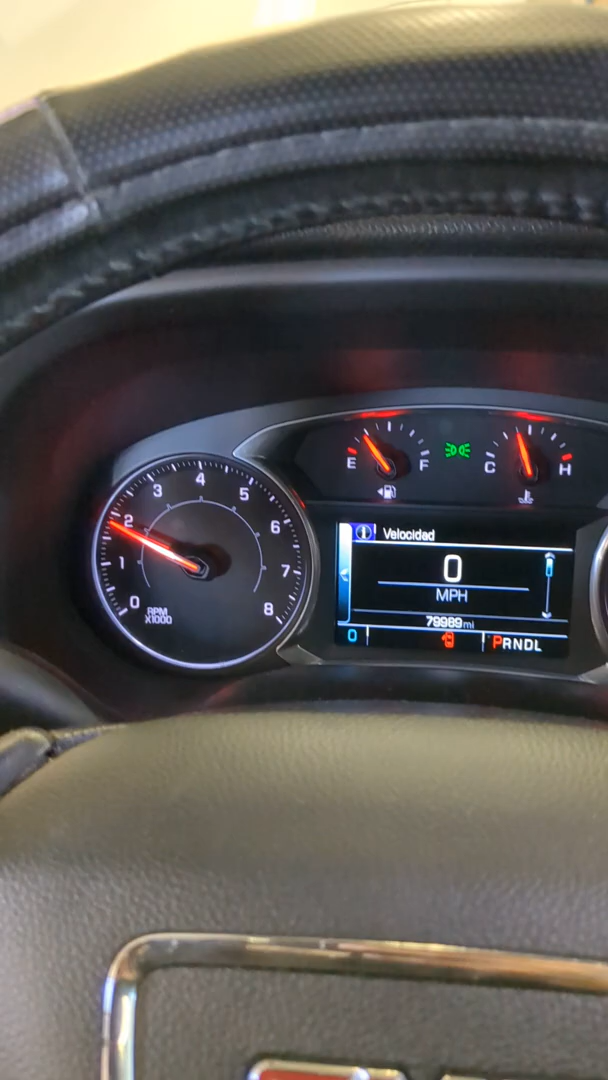 E F
C H
0 1 2 3 4 5 6 7 8
RPM
X1000
Velocidad
0
MPH
79989 mi
0 PRNDL